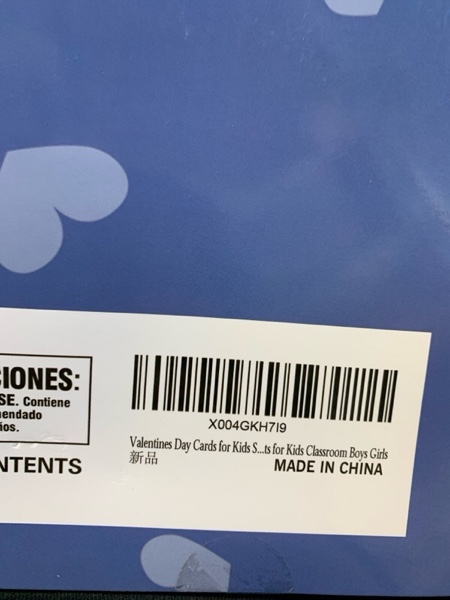 CIONES:
SE. Contiene
nendado
ños.
NTENTS
X004GKH7I9
Valentines Day Cards for Kids S...ts for Kids Classroom Boys Girls
新品
MADE IN CHINA